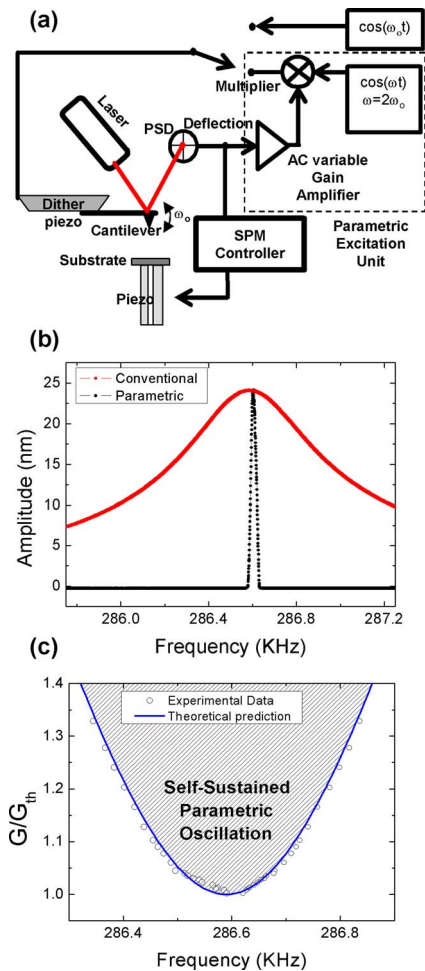 (a)
cos(ω₀t)
Multiplier
cos(ωt)
ω=2ω₀
Laser
PSD
Deflection
AC variable
Gain
Amplifier
Dither
piezo
Cantilever
ω₀
SPM
Controller
Parametric
Excitation
Unit
Substrate
Piezo
(b)
Conventional
Parametric
Amplitude (nm)
25
20
15
10
5
0
286.0
286.4
286.8
287.2
Frequency (KHz)
(c)
1.4
1.3
1.2
1.1
1.0
G/Gth
Experimental Data
Theoretical prediction
Self-Sustained
Parametric
Oscillation
286.4
286.6
286.8
Frequency (KHz)